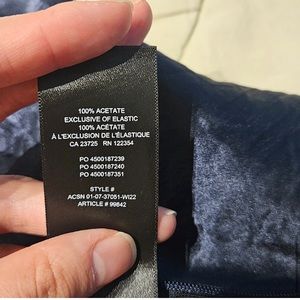 100% ACETATE
EXCLUSIVE OF ELASTIC
100% ACÉTATE
À L'EXCLUSION DE L'ÉLASTIQUE
CA 23725 RN 122354
PO 4500187239
PO 4500187240
PO 4500187351
STYLE #
ACSN 01-07-37051-WI22
ARTICLE # 99842